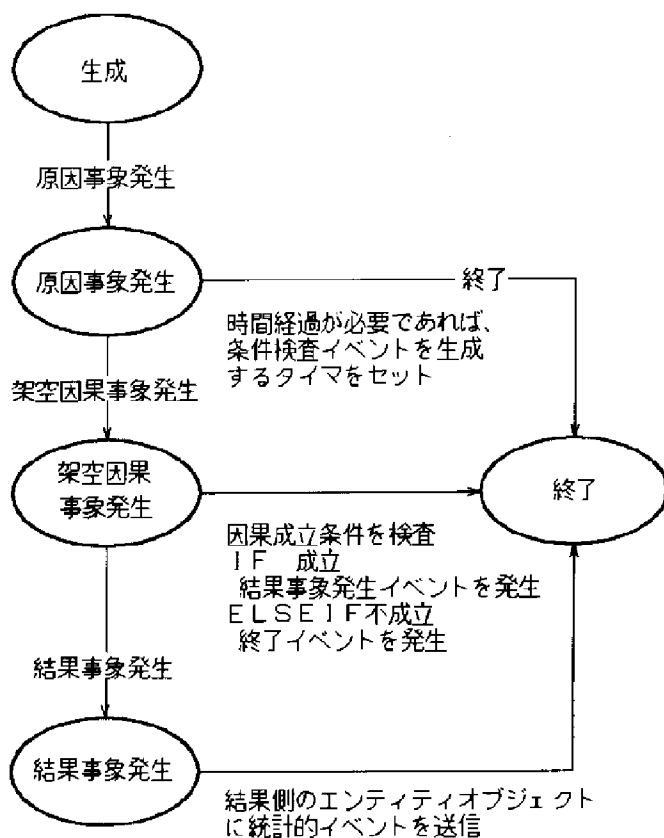 生成
原因事象発生
原因事象発生
終了
時間経過が必要であれば、
条件検査イベントを生成
するタイマをセット
架空因果事象発生
架空因果
事象発生
終了
因果成立条件を検査
IF 成立
結果事象発生イベントを発生
ELSEIF不成立
終了イベントを発生
結果事象発生
結果事象発生
結果側のエンティティオブジェクト
に統計的イベントを送信